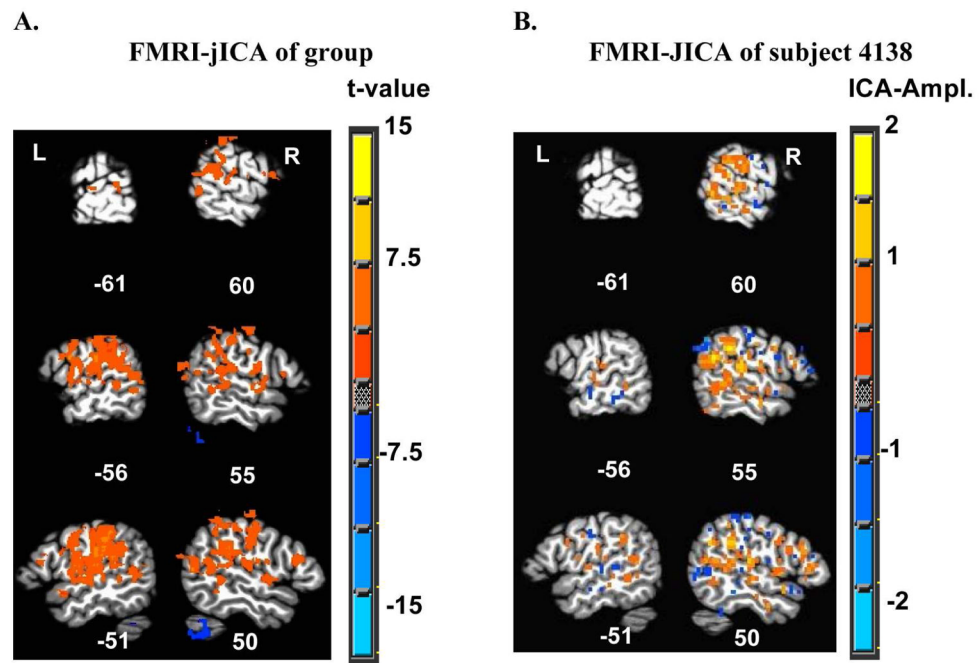 A.
FMRI-jICA of group
t-value
15
7.5
-7.5
-15
L
R
-61
60
-56
55
-51
50
B.
FMRI-JICA of subject 4138
ICA-Ampl.
2
1
-1
-2
L
R
-61
60
-56
55
-51
50